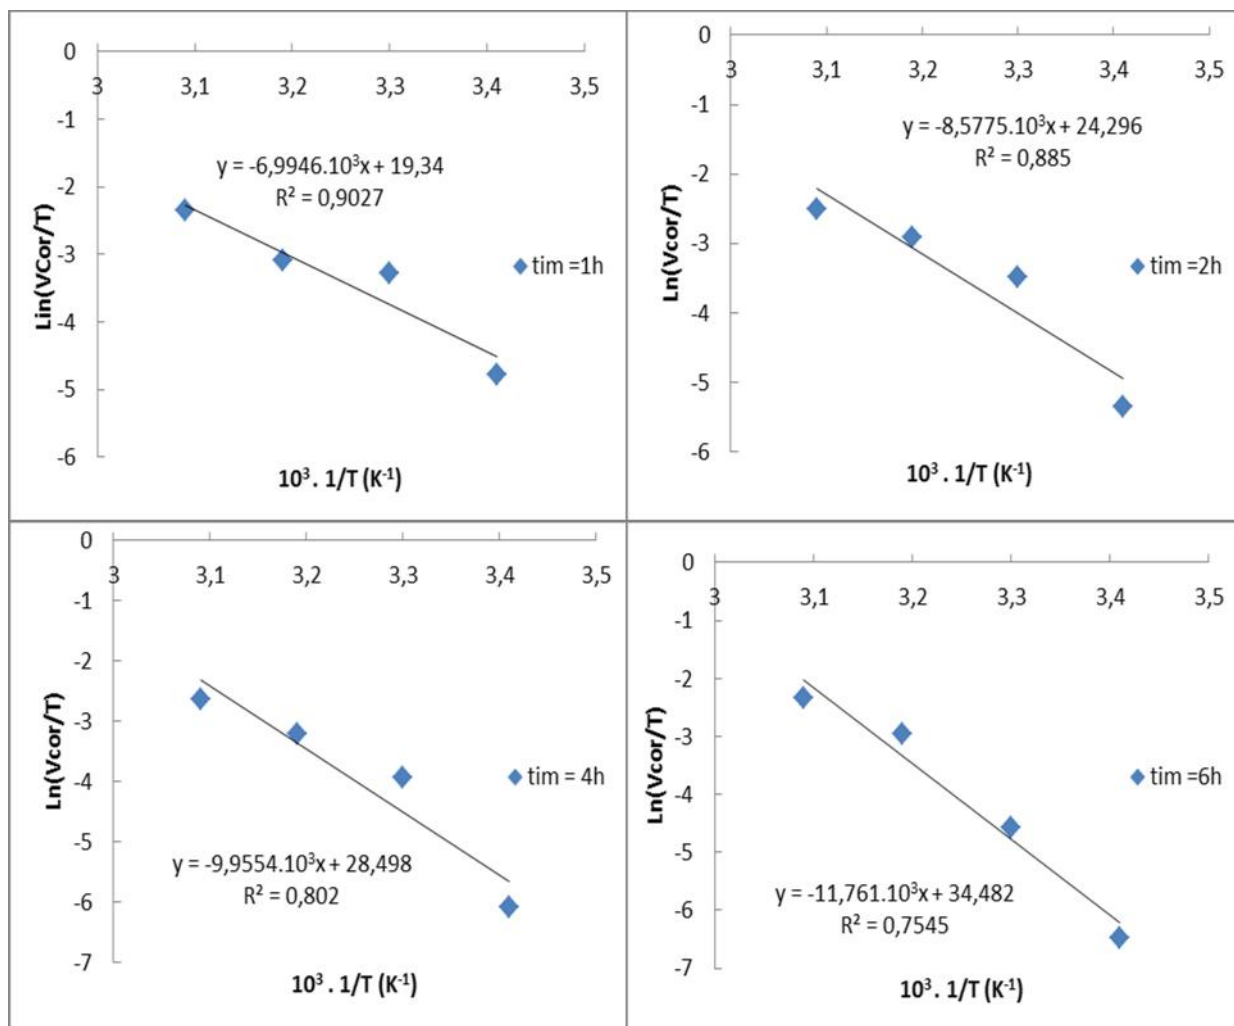 0
3
3,1
3,2
3,3
3,4
3,5
-1
-2
-3
-4
-5
-6
y = -6,9946.10³x + 19,34
R² = 0,9027
tim =1h
Lin(VCor/T)
10³ . 1/T (K⁻¹)
0
3
3,1
3,2
3,3
3,4
3,5
-1
-2
-3
-4
-5
-6
y = -8,5775.10³x + 24,296
R² = 0,885
tim =2h
Ln(Vcor/T)
10³ . 1/T (K⁻¹)
0
3
3,1
3,2
3,3
3,4
3,5
-1
-2
-3
-4
-5
-6
-7
tim = 4h
Ln(Vcor/T)
y = -9,9554.10³x + 28,498
R² = 0,802
10³ . 1/T (K⁻¹)
0
3
3,1
3,2
3,3
3,4
3,5
-1
-2
-3
-4
-5
-6
-7
tim =6h
Ln(Vcor/T)
y = -11,761.10³x + 34,482
R² = 0,7545
10³ . 1/T (K⁻¹)